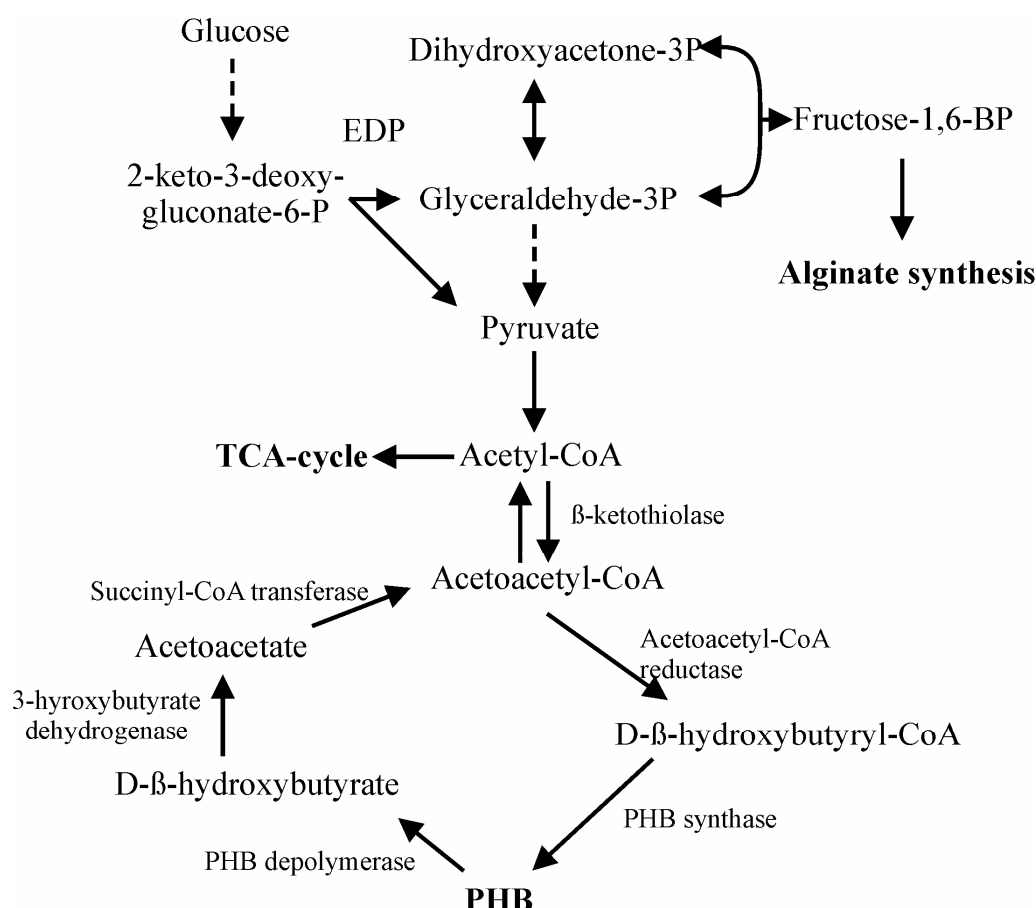 Glucose
Dihydroxyacetone-3P
Fructose-1,6-BP
EDP
2-keto-3-deoxy-
gluconate-6-P
Glyceraldehyde-3P
Alginate synthesis
Pyruvate
TCA-cycle
Acetyl-CoA
ß-ketothiolase
Acetoacetyl-CoA
Succinyl-CoA transferase
Acetoacetate
Acetoacetyl-CoA
reductase
3-hyroxybutyrate
dehydrogenase
D-ß-hydroxybutyryl-CoA
D-ß-hydroxybutyrate
PHB synthase
PHB depolymerase
PHB